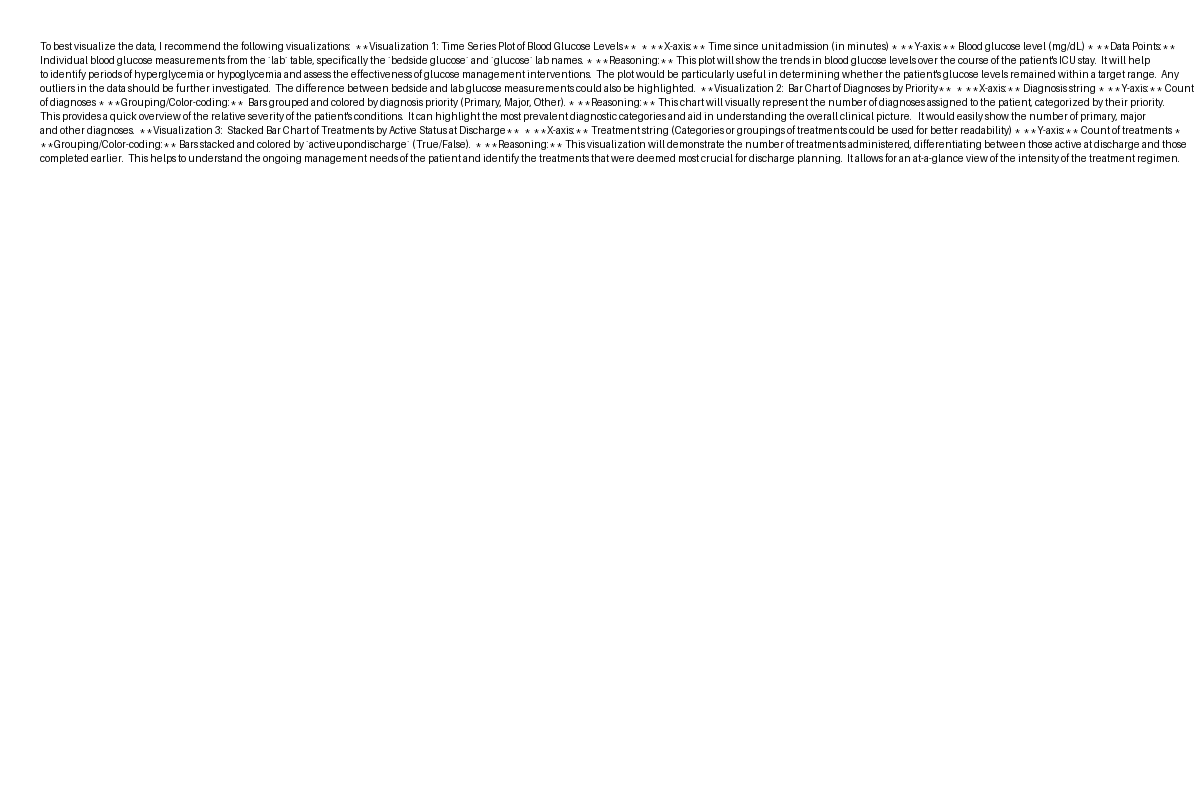 To best visualize the data, I recommend the following visualizations:  **Visualization 1: Time Series Plot of Blood Glucose Levels**  * **X-axis:** Time since unit admission (in minutes) * **Y-axis:** Blood glucose level (mg/dL) * **Data Points:**
Individual blood glucose measurements from the `lab` table, specifically the `bedside glucose` and `glucose` lab names. * **Reasoning:** This plot will show the trends in blood glucose levels over the course of the patient's ICU stay.  It will help
to identify periods of hyperglycemia or hypoglycemia and assess the effectiveness of glucose management interventions.  The plot would be particularly useful in determining whether the patient's glucose levels remained within a target range.  Any
outliers in the data should be further investigated.  The difference between bedside and lab glucose measurements could also be highlighted.  **Visualization 2:  Bar Chart of Diagnoses by Priority**  * **X-axis:** Diagnosis string * **Y-axis:** Count
of diagnoses * **Grouping/Color-coding:**  Bars grouped and colored by diagnosis priority (Primary, Major, Other). * **Reasoning:** This chart will visually represent the number of diagnoses assigned to the patient, categorized by their priority.
This provides a quick overview of the relative severity of the patient's conditions.  It can highlight the most prevalent diagnostic categories and aid in understanding the overall clinical picture.   It would easily show the number of primary, major
and other diagnoses.  **Visualization 3:  Stacked Bar Chart of Treatments by Active Status at Discharge**  * **X-axis:** Treatment string (Categories or groupings of treatments could be used for better readability) * **Y-axis:** Count of treatments *
**Grouping/Color-coding:** Bars stacked and colored by `activeupondischarge` (True/False).  * **Reasoning:** This visualization will demonstrate the number of treatments administered, differentiating between those active at discharge and those
completed earlier.  This helps to understand the ongoing management needs of the patient and identify the treatments that were deemed most crucial for discharge planning.  It allows for an at-a-glance view of the intensity of the treatment regimen.